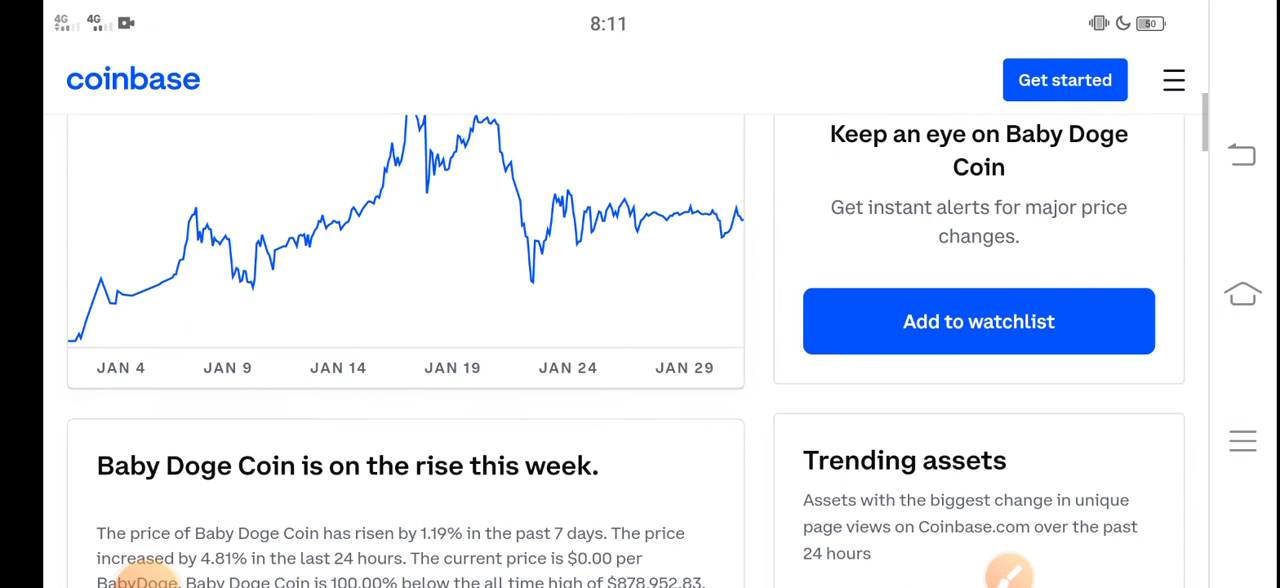 4G 4G 8:11 50
coinbase
Get started
Keep an eye on Baby Doge
Coin
Get instant alerts for major price
changes.
Add to watchlist
JAN 4 JAN 9 JAN 14 JAN 19 JAN 24 JAN 29
Baby Doge Coin is on the rise this week.
The price of Baby Doge Coin has risen by 1.19% in the past 7 days. The price
increased by 4.81% in the last 24 hours. The current price is $0.00 per
BabyDoge. Baby Doge Coin is 100.00% below the all time high of $878,952.83.
Trending assets
Assets with the biggest change in unique
page views on Coinbase.com over the past
24 hours